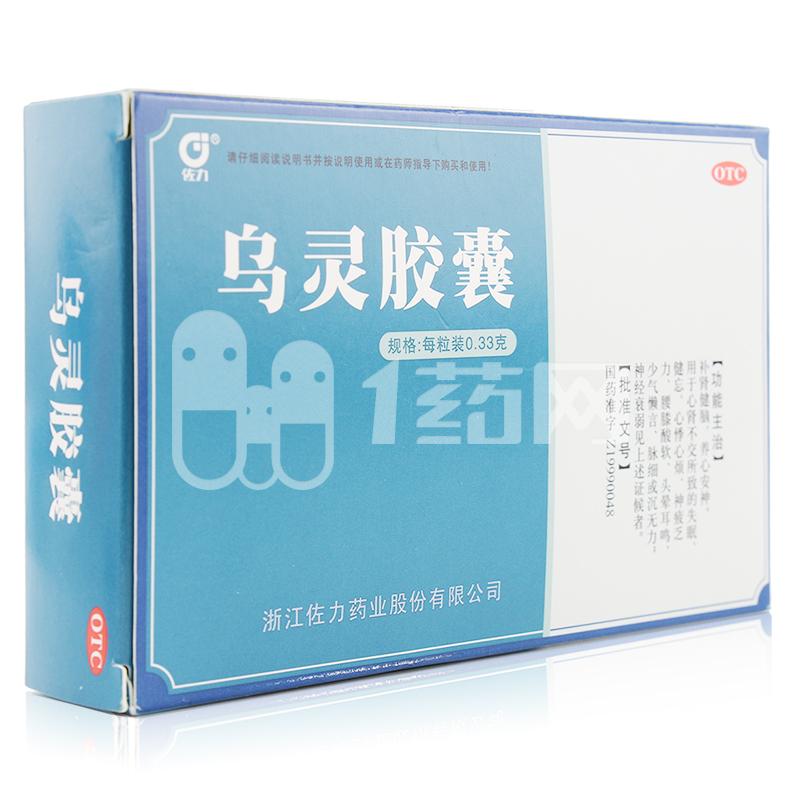 佐力
请仔细阅读说明书并按说明使用或在药师指导下购买和使用!
OTC
乌灵胶囊
规格:每粒装0.33克
1药网
浙江佐力药业股份有限公司
【功能主治】
补肾健脑，养心安神。
用于心肾不交所致的失眠、
健忘、心悸心烦、神疲乏
力、腰膝酸软、头晕耳鸣、
少气懒言、脉细或沉无力；
神经衰弱见上述证候者。
【批准文号】
国药准字Z19990048
乌灵胶囊
OTC